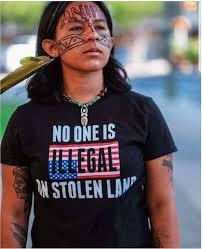 NO ONE IS
ILLEGAL
ON STOLEN LAND